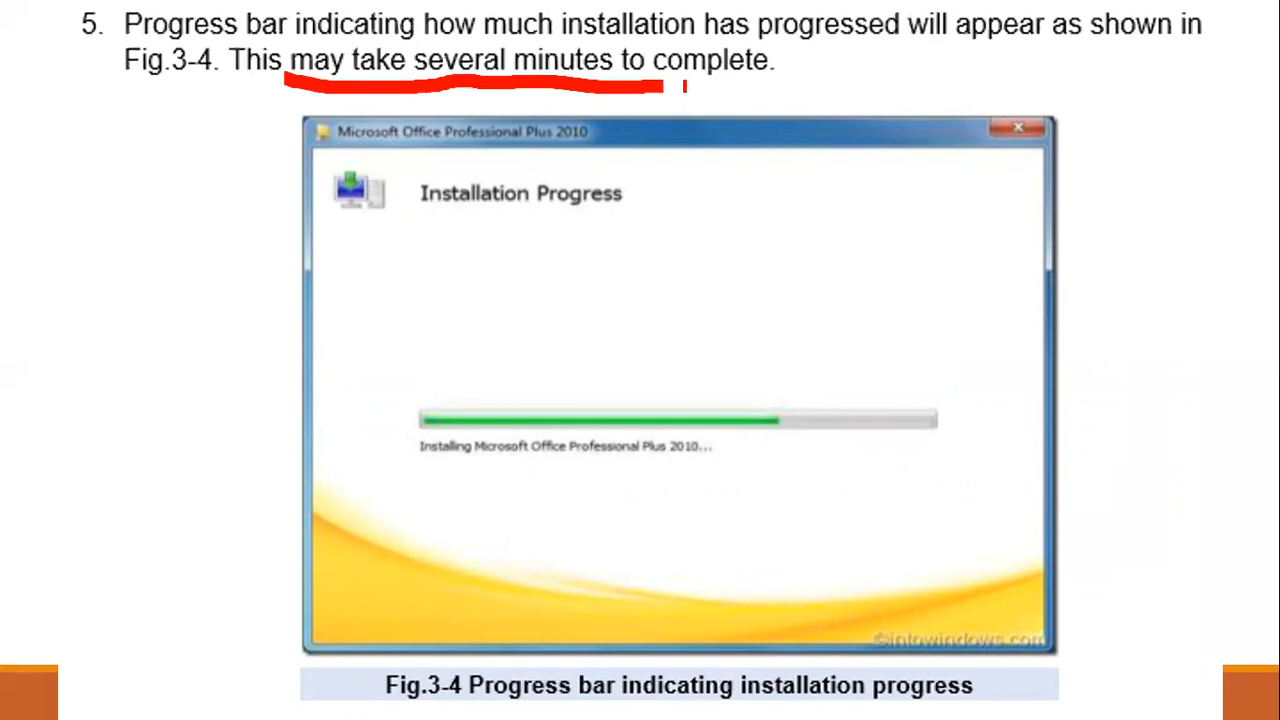 5. Progress bar indicating how much installation has progressed will appear as shown in
Fig.3-4. This may take several minutes to complete.
Microsoft Office Professional Plus 2010
Installation Progress
Installing Microsoft Office Professional Plus 2010...
©intowindows.com
Fig.3-4 Progress bar indicating installation progress